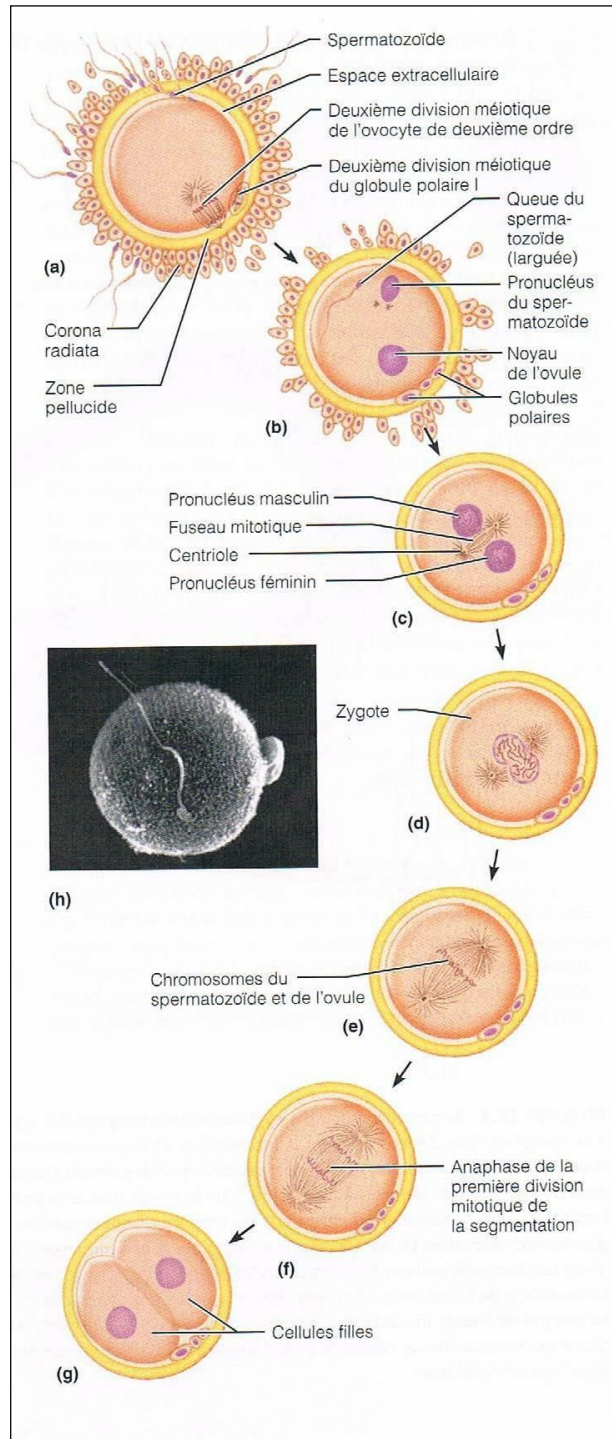 Spermatozoïde
Espace extracellulaire
Deuxième division méiotique
de l'ovocyte de deuxième ordre
Deuxième division méiotique
du globule polaire I
(a)
Corona
radiata
Zone
pellucide
Queue du
sperma-
tozoïde
(larguée)
Pronucléus
du sper-
matozoïde
Noyau
de l'ovule
Globules
polaires
(b)
Pronucléus masculin
Fuseau mitotique
Centriole
Pronucléus féminin
(c)
Zygote
(d)
(h)
Chromosomes du
spermatozoïde et de l'ovule
(e)
Anaphase de la
première division
mitotique de
la segmentation
(f)
Cellules filles
(g)